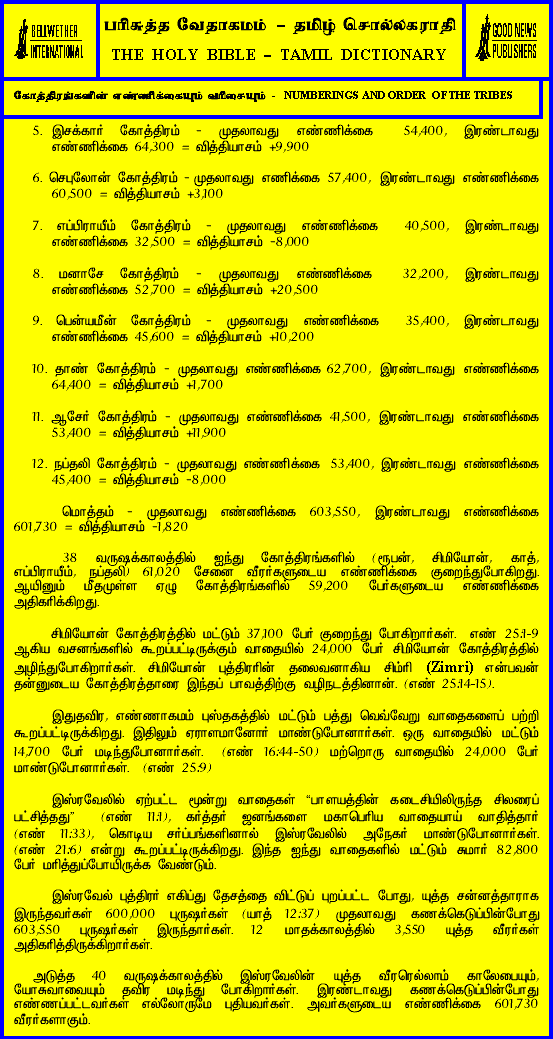 BELLWETHER
INTERNATIONAL
பரிசுத்த வேதாகமம் – தமிழ் சொல்லகராதி
THE HOLY BIBLE – TAMIL DICTIONARY
GOOD NEWS
PUBLISHERS
கோத்திரங்களின் எண்ணிக்கையும் வரிசையும் - NUMBERINGS AND ORDER OF THE TRIBES
5. இசக்கார் கோத்திரம் - முதலாவது எண்ணிக்கை 54,400, இரண்டாவது
எண்ணிக்கை 64,300 = வித்தியாசம் +9,900
6. செபுலோன் கோத்திரம் - முதலாவது எணிக்கை 57,400, இரண்டாவது எண்ணிக்கை
60,500 = வித்தியாசம் +3,100
7. எப்பிராயீம் கோத்திரம் - முதலாவது எண்ணிக்கை 40,500, இரண்டாவது
எண்ணிக்கை 32,500 = வித்தியாசம் -8,000
8. மனாசே கோத்திரம் - முதலாவது எண்ணிக்கை 32,200, இரண்டாவது
எண்ணிக்கை 52,700 = வித்தியாசம் +20,500
9. பென்யமீன் கோத்திரம் - முதலாவது எண்ணிக்கை 35,400, இரண்டாவது
எண்ணிக்கை 45,600 = வித்தியாசம் +10,200
10. தாண் கோத்திரம் - முதலாவது எண்ணிக்கை 62,700, இரண்டாவது எண்ணிக்கை
64,400 = வித்தியாசம் +1,700
11. ஆசேர் கோத்திரம் - முதலாவது எண்ணிக்கை 41,500, இரண்டாவது எண்ணிக்கை
53,400 = வித்தியாசம் +11,900
12. நப்தலி கோத்திரம் - முதலாவது எண்ணிக்கை 53,400, இரண்டாவது எண்ணிக்கை
45,400 = வித்தியாசம் -8,000
மொத்தம் - முதலாவது எண்ணிக்கை 603,550, இரண்டாவது எண்ணிக்கை
601,730 = வித்தியாசம் -1,820
38 வருஷக்காலத்தில் ஐந்து கோத்திரங்களில் (ரூபன், சிமியோன், காத்,
எப்பிராயீம், நப்தலி) 61,020 சேனை வீரர்களுடைய எண்ணிக்கை குறைந்துபோகிறது.
ஆயினும் மீதமுள்ள ஏழு கோத்திரங்களில் 59,200 பேர்களுடைய எண்ணிக்கை
அதிகரிக்கிறது.
சிமியோன் கோத்திரத்தில் மட்டும் 37,100 பேர் குறைந்து போகிறார்கள். எண் 25:1-9
ஆகிய வசனங்களில் கூறப்பட்டிருக்கும் வாதையில் 24,000 பேர் சிமியோன் கோத்திரத்தில்
அழிந்துபோகிறார்கள். சிமியோன் புத்திரரின் தலைவனாகிய சிம்ரி (Zimri) என்பவன்
தன்னுடைய கோத்திரத்தாரை இந்தப் பாவத்திற்கு வழிநடத்தினான். (எண் 25:14-15).
இதுதவிர, எண்ணாகமம் புஸ்தகத்தில் மட்டும் பத்து வெவ்வேறு வாதைகளைப் பற்றி
கூறப்பட்டிருக்கிறது. இதிலும் ஏராளமானோர் மாண்டுபோனார்கள். ஒரு வாதையில் மட்டும்
14,700 பேர் மடிந்துபோனார்கள். (எண் 16:44-50) மற்றொரு வாதையில் 24,000 பேர்
மாண்டுபோனார்கள். (எண் 25:9)
இஸ்ரவேலில் ஏற்பட்ட மூன்று வாதைகள் “பாளயத்தின் கடைசியிலிருந்த சிலரைப்
பட்சித்தது” (எண் 11:1), கர்த்தர் ஜனங்களை மகாபெரிய வாதையாய் வாதித்தார்
(எண் 11:33), கொடிய சர்ப்பங்களினால் இஸ்ரவேலில் அநேகர் மாண்டுபோனார்கள்.
(எண் 21:6) என்று கூறப்பட்டிருக்கிறது. இந்த ஐந்து வாதைகளில் மட்டும் சுமார் 82,800
பேர் மரித்துப்போயிருக்க வேண்டும்.
இஸ்ரவேல் புத்திரர் எகிப்து தேசத்தை விட்டுப் புறப்பட்ட போது, யுத்த சன்னத்தாராக
இருந்தவர்கள் 600,000 புருஷர்கள் (யாத் 12:37) முதலாவது கணக்கெடுப்பின்போது
603,550 புருஷர்கள் இருந்தார்கள். 12 மாதக்காலத்தில் 3,550 யுத்த வீரர்கள்
அதிகரித்திருக்கிறார்கள்.
அடுத்த 40 வருஷக்காலத்தில் இஸ்ரவேலின் யுத்த வீரரெல்லாம் காலேபையும்,
யோசுவாவையும் தவிர மடிந்து போகிறார்கள். இரண்டாவது கணக்கெடுப்பின்போது
எண்ணப்பட்டவர்கள் எல்லோருமே புதியவர்கள். அவர்களுடைய எண்ணிக்கை 601,730
வீரர்களாகும்.